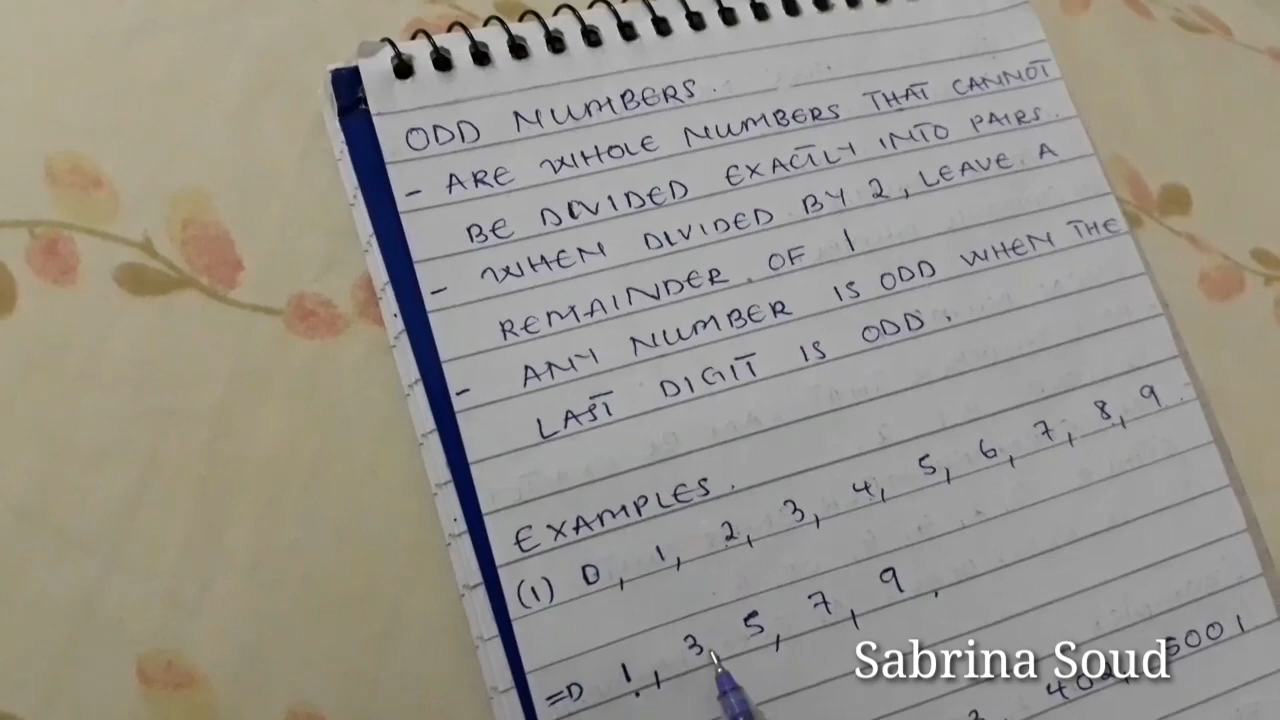 ODD NUMBERS.
- ARE WHOLE NUMBERS THAT CANNOT
BE DIVIDED EXACTLY INTO PAIRS.
- WHEN DIVIDED BY 2, LEAVE A
REMAINDER OF 1
- ANY NUMBER IS ODD WHEN THE
LAST DIGIT IS ODD.
EXAMPLES.
(1) 0, 1, 2, 3, 4, 5, 6, 7, 8, 9.
=D 1, 3 5, 7, 9.
5001
Sabrina Soud